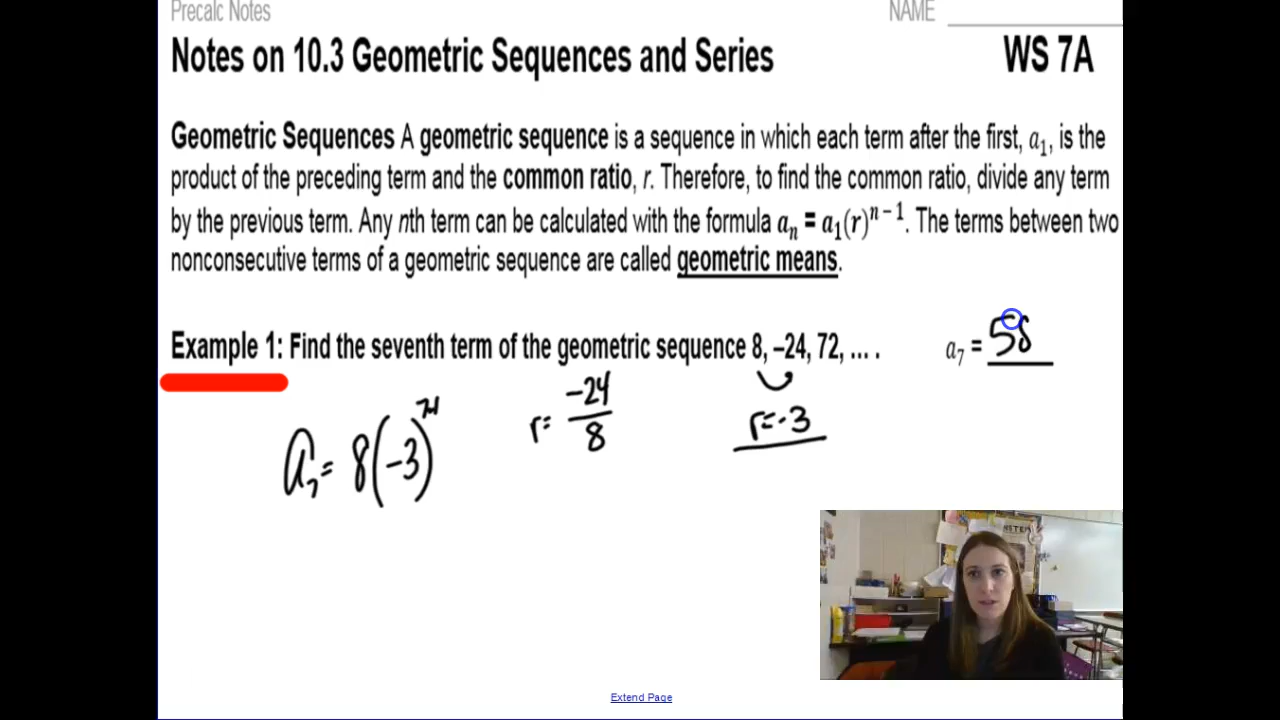 Precalc Notes NAME
Notes on 10.3 Geometric Sequences and Series WS 7A
Geometric Sequences A geometric sequence is a sequence in which each term after the first, a₁, is the
product of the preceding term and the common ratio, r. Therefore, to find the common ratio, divide any term
by the previous term. Any nth term can be calculated with the formula aₙ = a₁(r)ⁿ⁻¹. The terms between two
nonconsecutive terms of a geometric sequence are called geometric means.
Example 1: Find the seventh term of the geometric sequence 8, –24, 72, ... . a₇ = 58
a₇ = 8(-3)⁷⁻¹ r= -24/8 r=-3
Extend Page